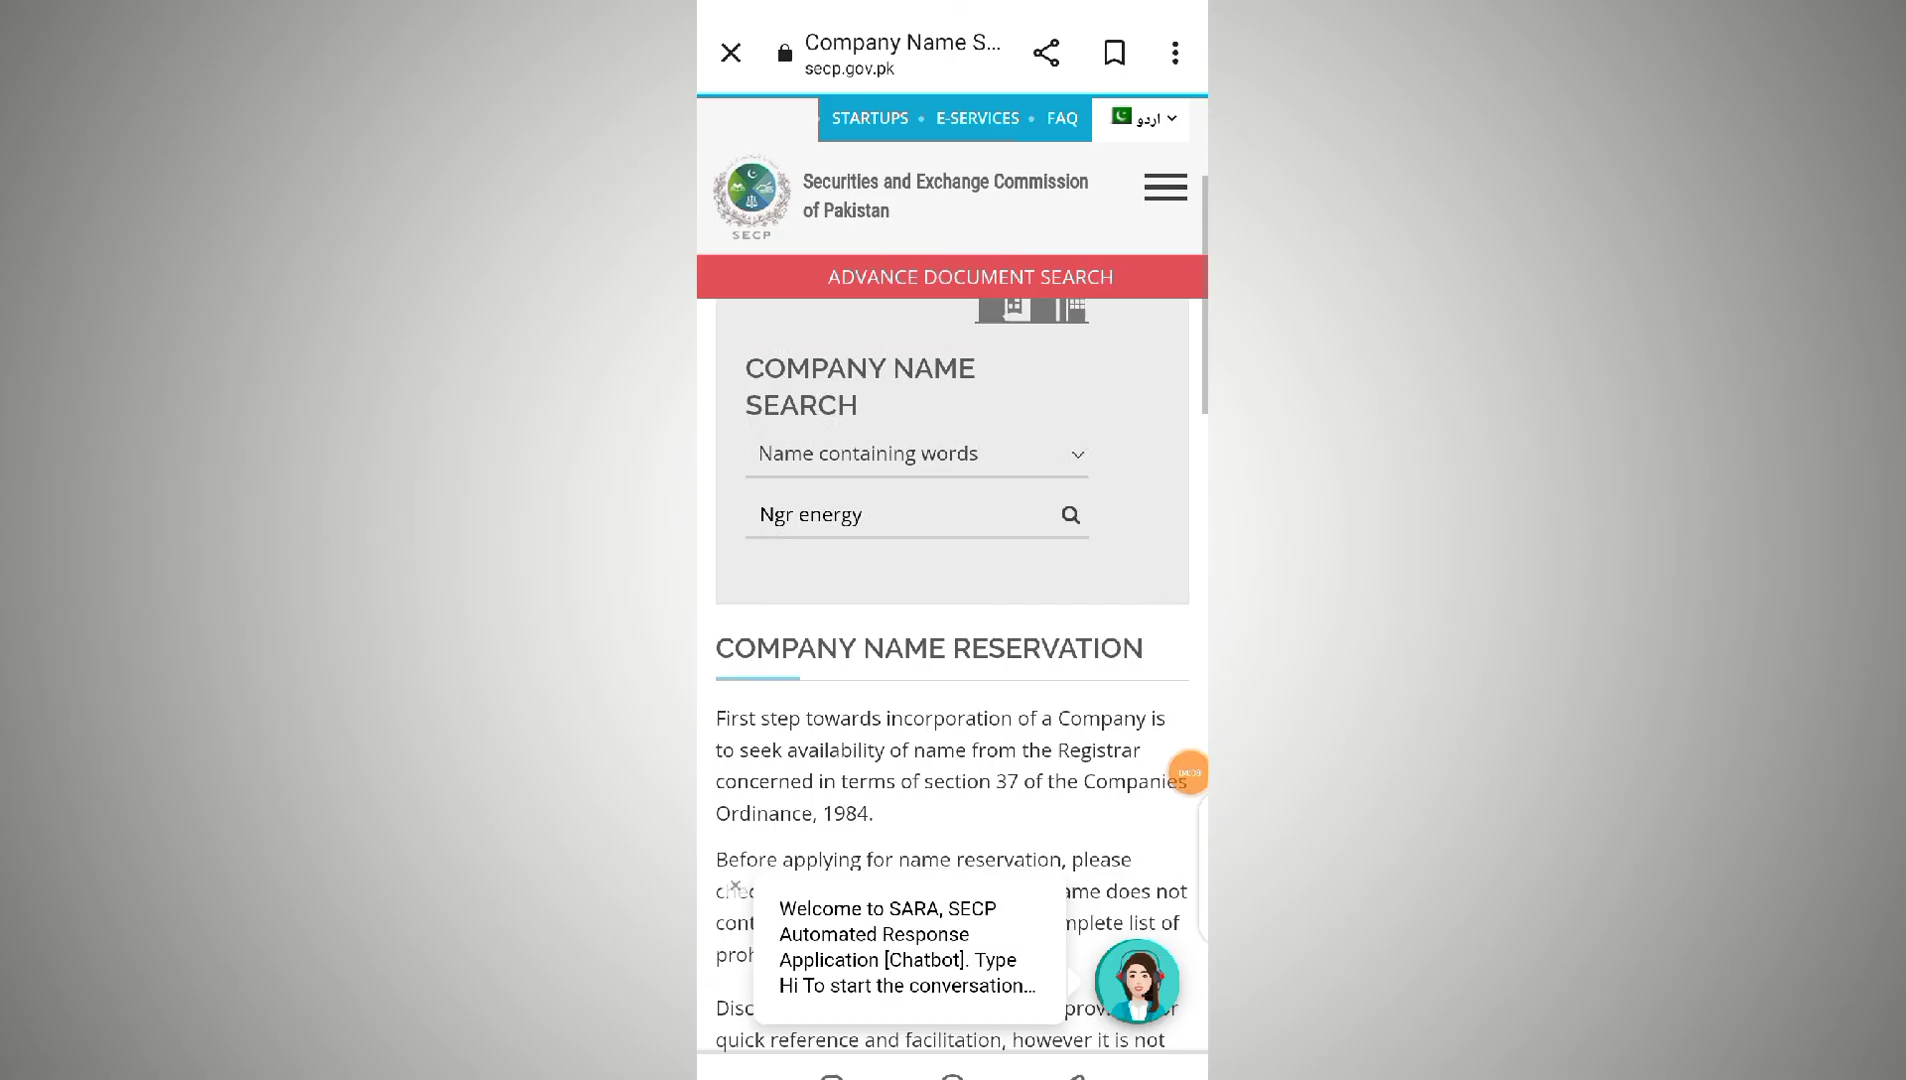 Company Name S...
secp.gov.pk
STARTUPS • E-SERVICES • FAQ
اردو
Securities and Exchange Commission
of Pakistan
SECP
ADVANCE DOCUMENT SEARCH
COMPANY NAME
SEARCH
Name containing words
Ngr energy
COMPANY NAME RESERVATION
First step towards incorporation of a Company is
to seek availability of name from the Registrar
concerned in terms of section 37 of the Companies
Ordinance, 1984.
04:08
Before applying for name reservation, please
ame does not
mplete list of
Welcome to SARA, SECP
Automated Response
Application [Chatbot]. Type
Hi To start the conversation...
quick reference and facilitation, however it is not